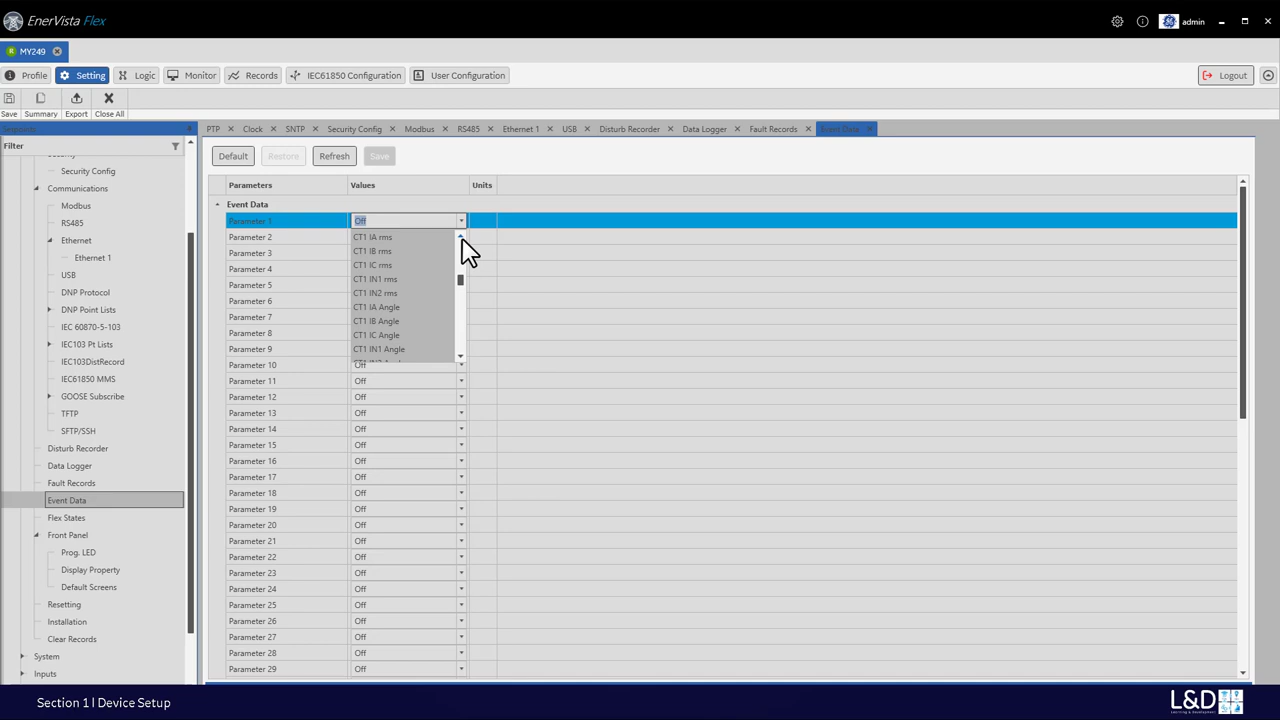 EnerVista Flex
admin
MY249
Profile Setting Logic Monitor Records IEC61850 Configuration User Configuration Logout
Save Summary Export Close All
Setpoints
PTP Clock SNTP Security Config Modbus RS485 Ethernet 1 USB Disturb Recorder Data Logger Fault Records Event Data
Filter
Security
Security Config
Communications
Modbus
RS485
Ethernet
Ethernet 1
USB
DNP Protocol
DNP Point Lists
IEC 60870-5-103
IEC103 Pt Lists
IEC103DistRecord
IEC61850 MMS
GOOSE Subscribe
TFTP
SFTP/SSH
Disturb Recorder
Data Logger
Fault Records
Event Data
Flex States
Front Panel
Prog. LED
Display Property
Default Screens
Resetting
Installation
Clear Records
System
Inputs
Default Restore Refresh Save
Parameters Values Units
Event Data
Parameter 1 Off
Parameter 2
Parameter 3
Parameter 4
Parameter 5
Parameter 6
Parameter 7
Parameter 8
Parameter 9
CT1 IA rms
CT1 IB rms
CT1 IC rms
CT1 IN1 rms
CT1 IN2 rms
CT1 IA Angle
CT1 IB Angle
CT1 IC Angle
CT1 IN1 Angle
CT1 IN2 Angle
Parameter 10 Off
Parameter 11 Off
Parameter 12 Off
Parameter 13 Off
Parameter 14 Off
Parameter 15 Off
Parameter 16 Off
Parameter 17 Off
Parameter 18 Off
Parameter 19 Off
Parameter 20 Off
Parameter 21 Off
Parameter 22 Off
Parameter 23 Off
Parameter 24 Off
Parameter 25 Off
Parameter 26 Off
Parameter 27 Off
Parameter 28 Off
Parameter 29 Off
Section 1 | Device Setup
L&D
Learning & Development